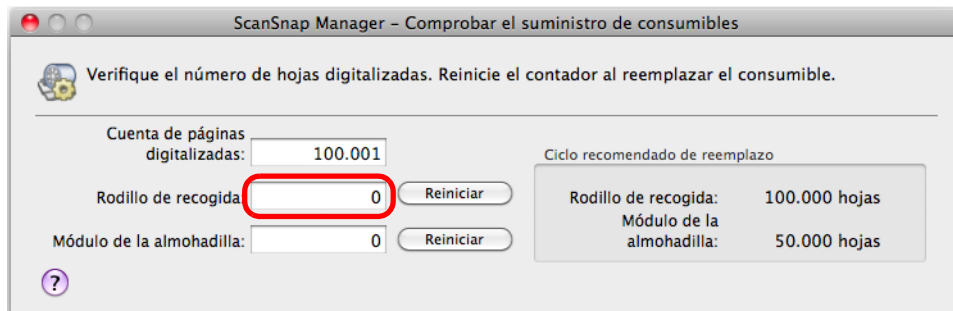 ScanSnap Manager – Comprobar el suministro de consumibles
Verifique el número de hojas digitalizadas. Reinicie el contador al reemplazar el consumible.
Cuenta de páginas
digitalizadas: 100.001
Rodillo de recogida 0 Reiniciar
Módulo de la almohadilla: 0 Reiniciar
Ciclo recomendado de reemplazo
Rodillo de recogida: 100.000 hojas
Módulo de la
almohadilla: 50.000 hojas
?